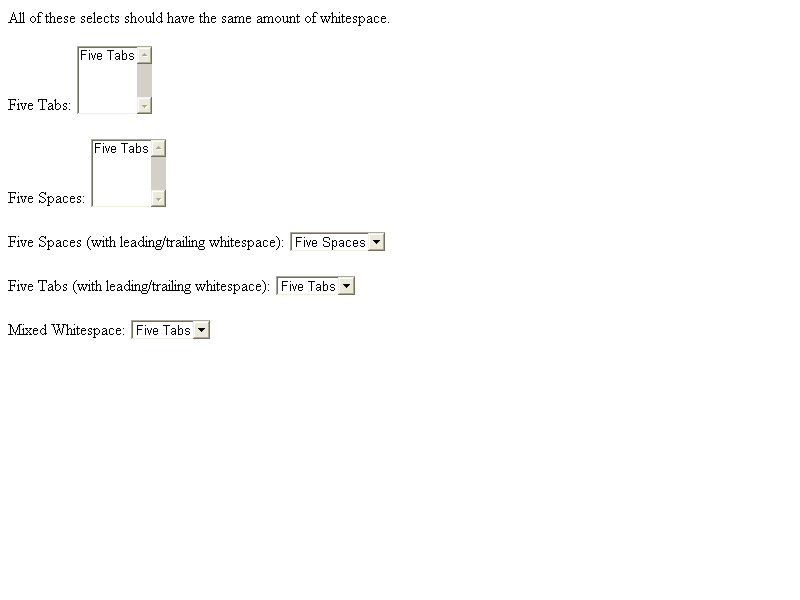 All of these selects should have the same amount of whitespace.
Five Tabs
Five Tabs:
Five Tabs
Five Spaces:
Five Spaces (with leading/trailing whitespace): Five Spaces
Five Tabs (with leading/trailing whitespace): Five Tabs
Mixed Whitespace: Five Tabs